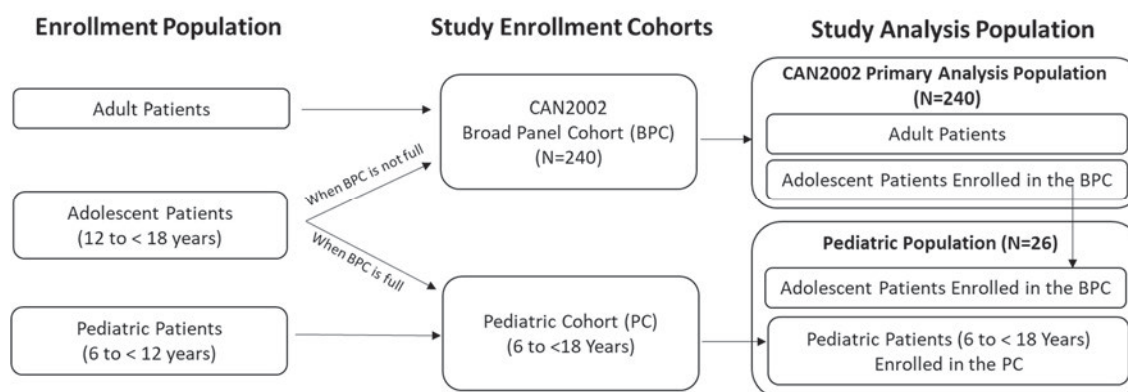 Enrollment Population
Study Enrollment Cohorts
Study Analysis Population
Adult Patients
Adolescent Patients
(12 to < 18 years)
Pediatric Patients
(6 to < 12 years)
When BPC is not full
When BPC is full
CAN2002
Broad Panel Cohort (BPC)
(N=240)
Pediatric Cohort (PC)
(6 to <18 Years)
CAN2002 Primary Analysis Population
(N=240)
Adult Patients
Adolescent Patients Enrolled in the BPC
Pediatric Population (N=26)
Adolescent Patients Enrolled in the BPC
Pediatric Patients (6 to < 18 Years)
Enrolled in the PC